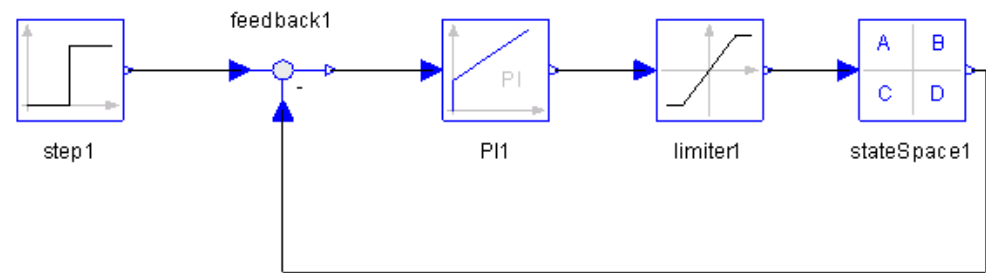 feedback1
-
PI
A B
C D
step1
PI1
limiter1
stateSpace1